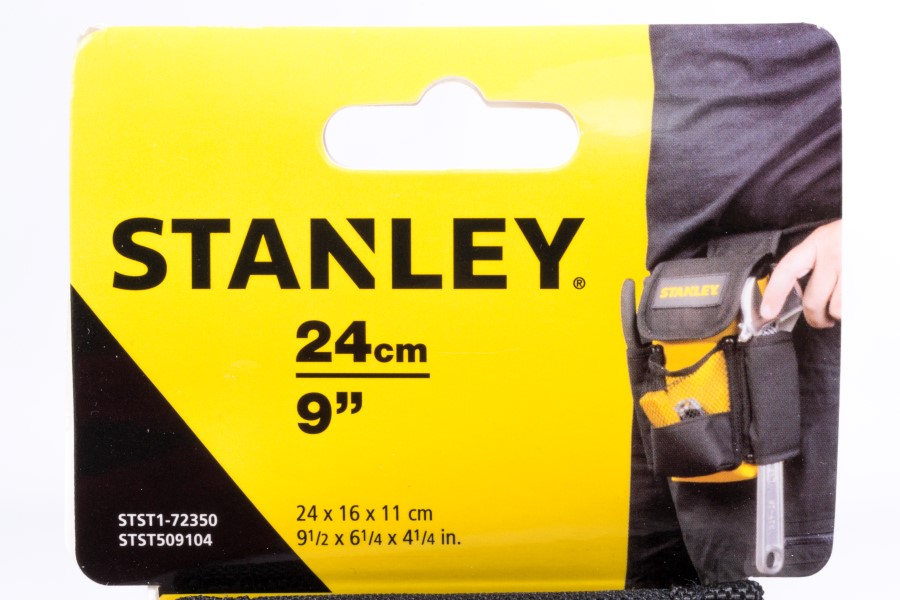 STANLEY®
24cm
9”
STST1-72350
STST509104
24 x 16 x 11 cm
9 1/2 x 6 1/4 x 4 1/4 in.
STANLEY